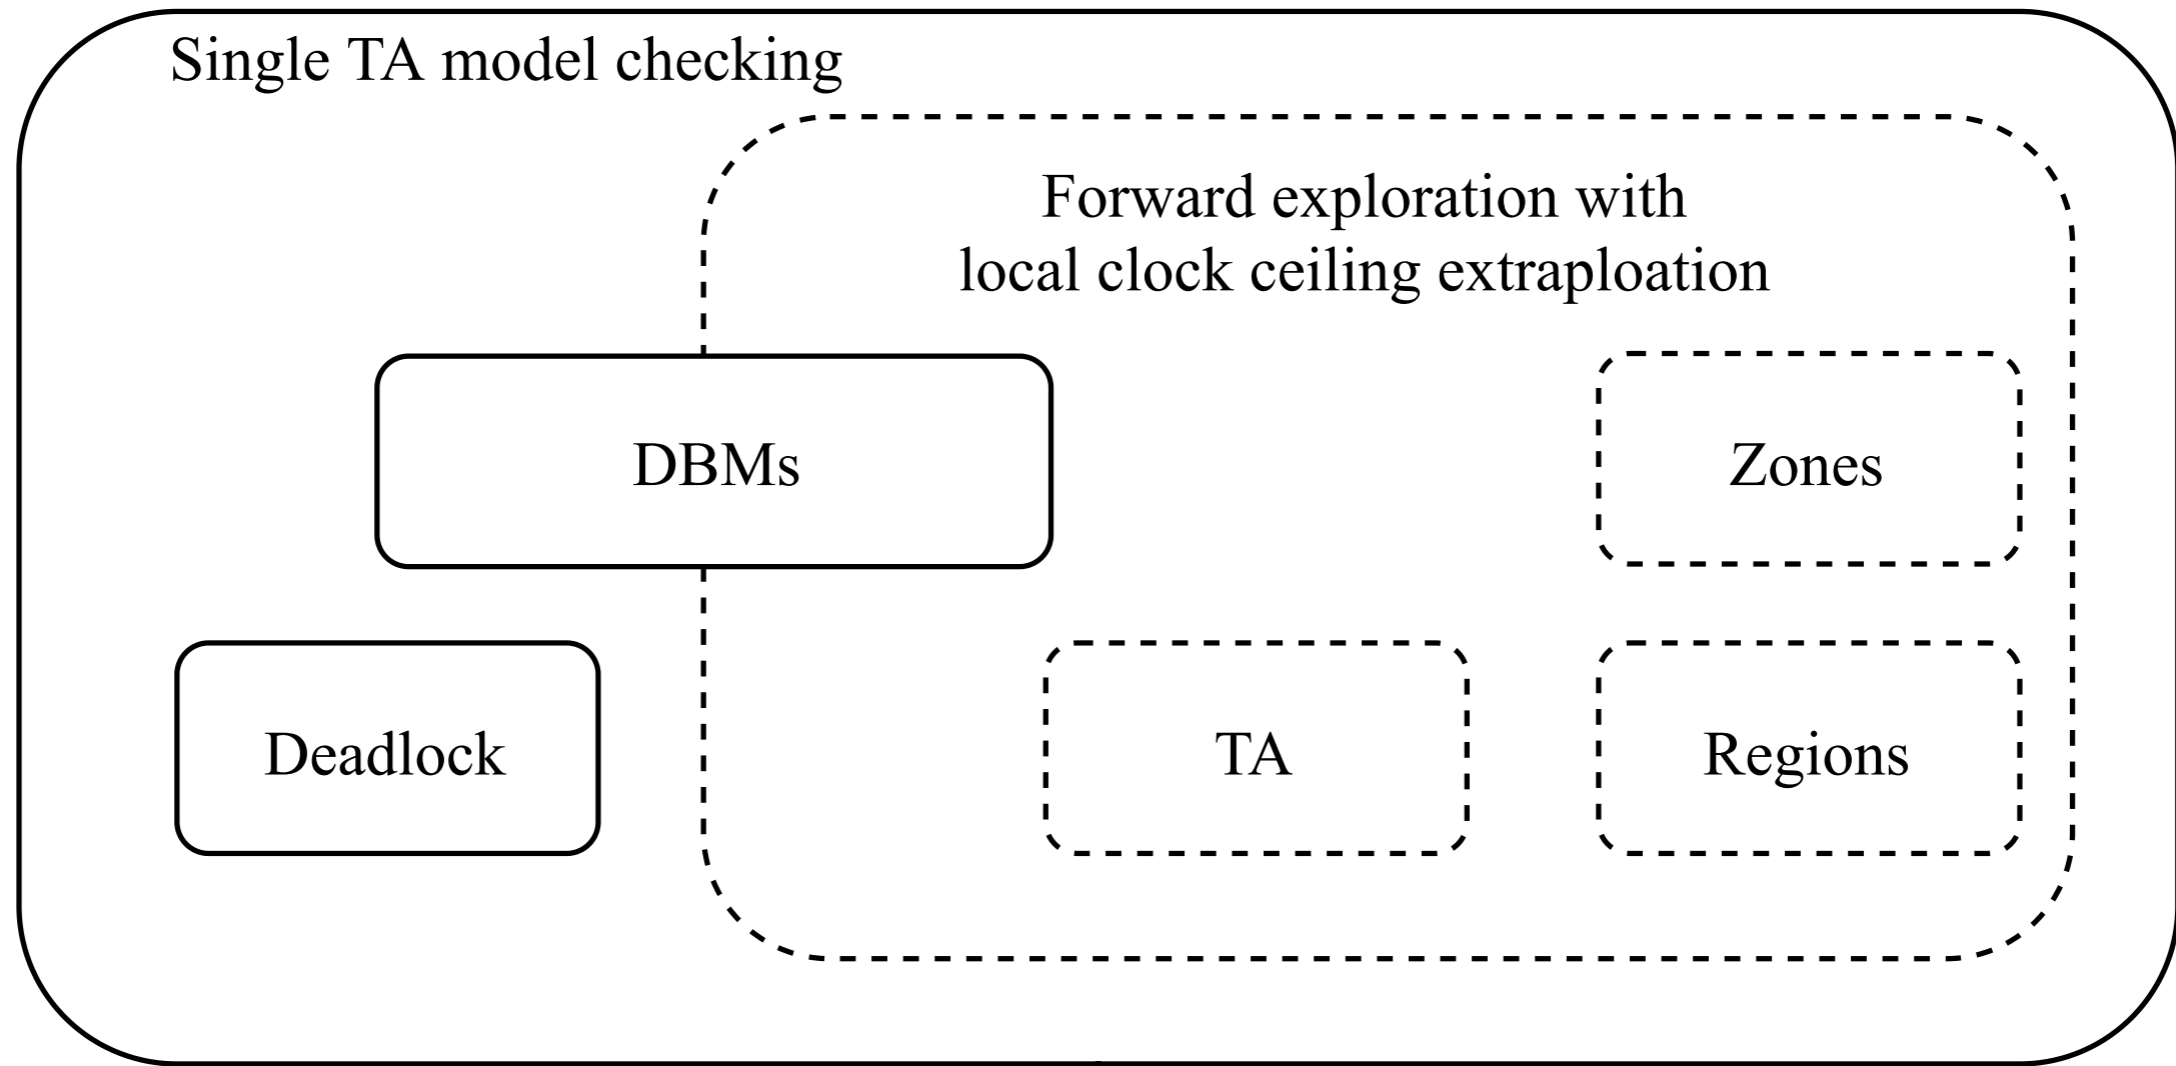 Single TA model checking
Forward exploration with
local clock ceiling extraploation
DBMs
Zones
Deadlock
TA
Regions